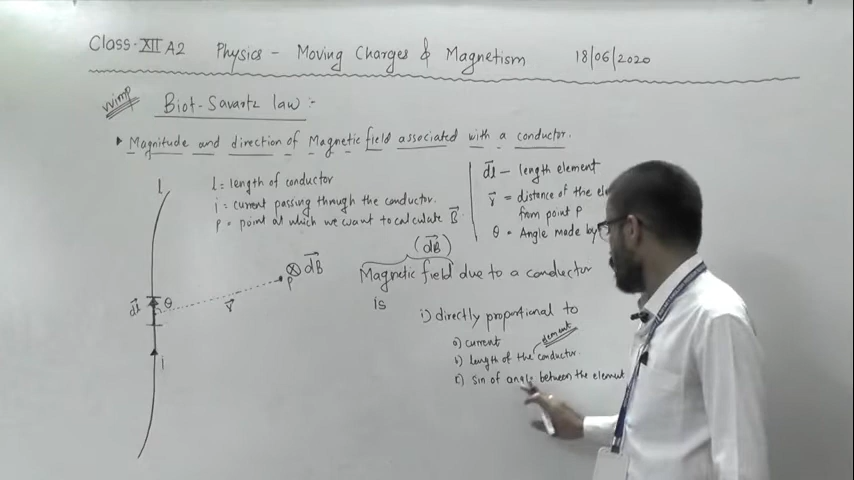 Class-XII A2 Physics - Moving Charges & Magnetism 18/06/2020
VVimp
Biot-Savartz law :-
Magnitude and direction of Magnetic field associated with a conductor.
l = length of conductor
i = current passing through the conductor.
P = point at which we want to calculate B
dl - length element
r = distance of the
from point P
θ = Angle made by
l
dl
θ
r
P
dB
i
(dB)
Magnetic field due to a conductor
is
i) directly proportional to
a) current
element
b) length of the conductor.
c) Sin of angle between the element